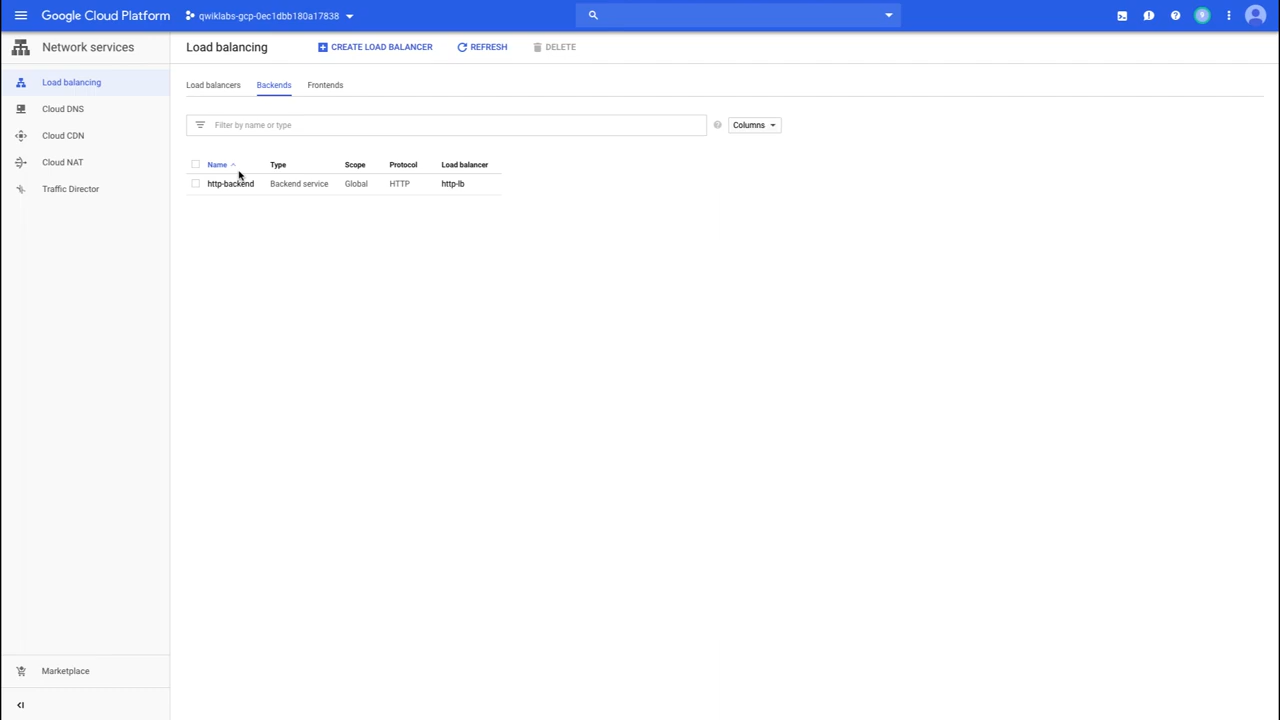 Google Cloud Platform
qwiklabs-gcp-0ec1dbb180a17838
Network services
Load balancing
CREATE LOAD BALANCER
REFRESH
DELETE
Load balancing
Cloud DNS
Cloud CDN
Cloud NAT
Traffic Director
Load balancers
Backends
Frontends
Filter by name or type
Columns
Name Type Scope Protocol Load balancer
http-backend Backend service Global HTTP http-lb
Marketplace